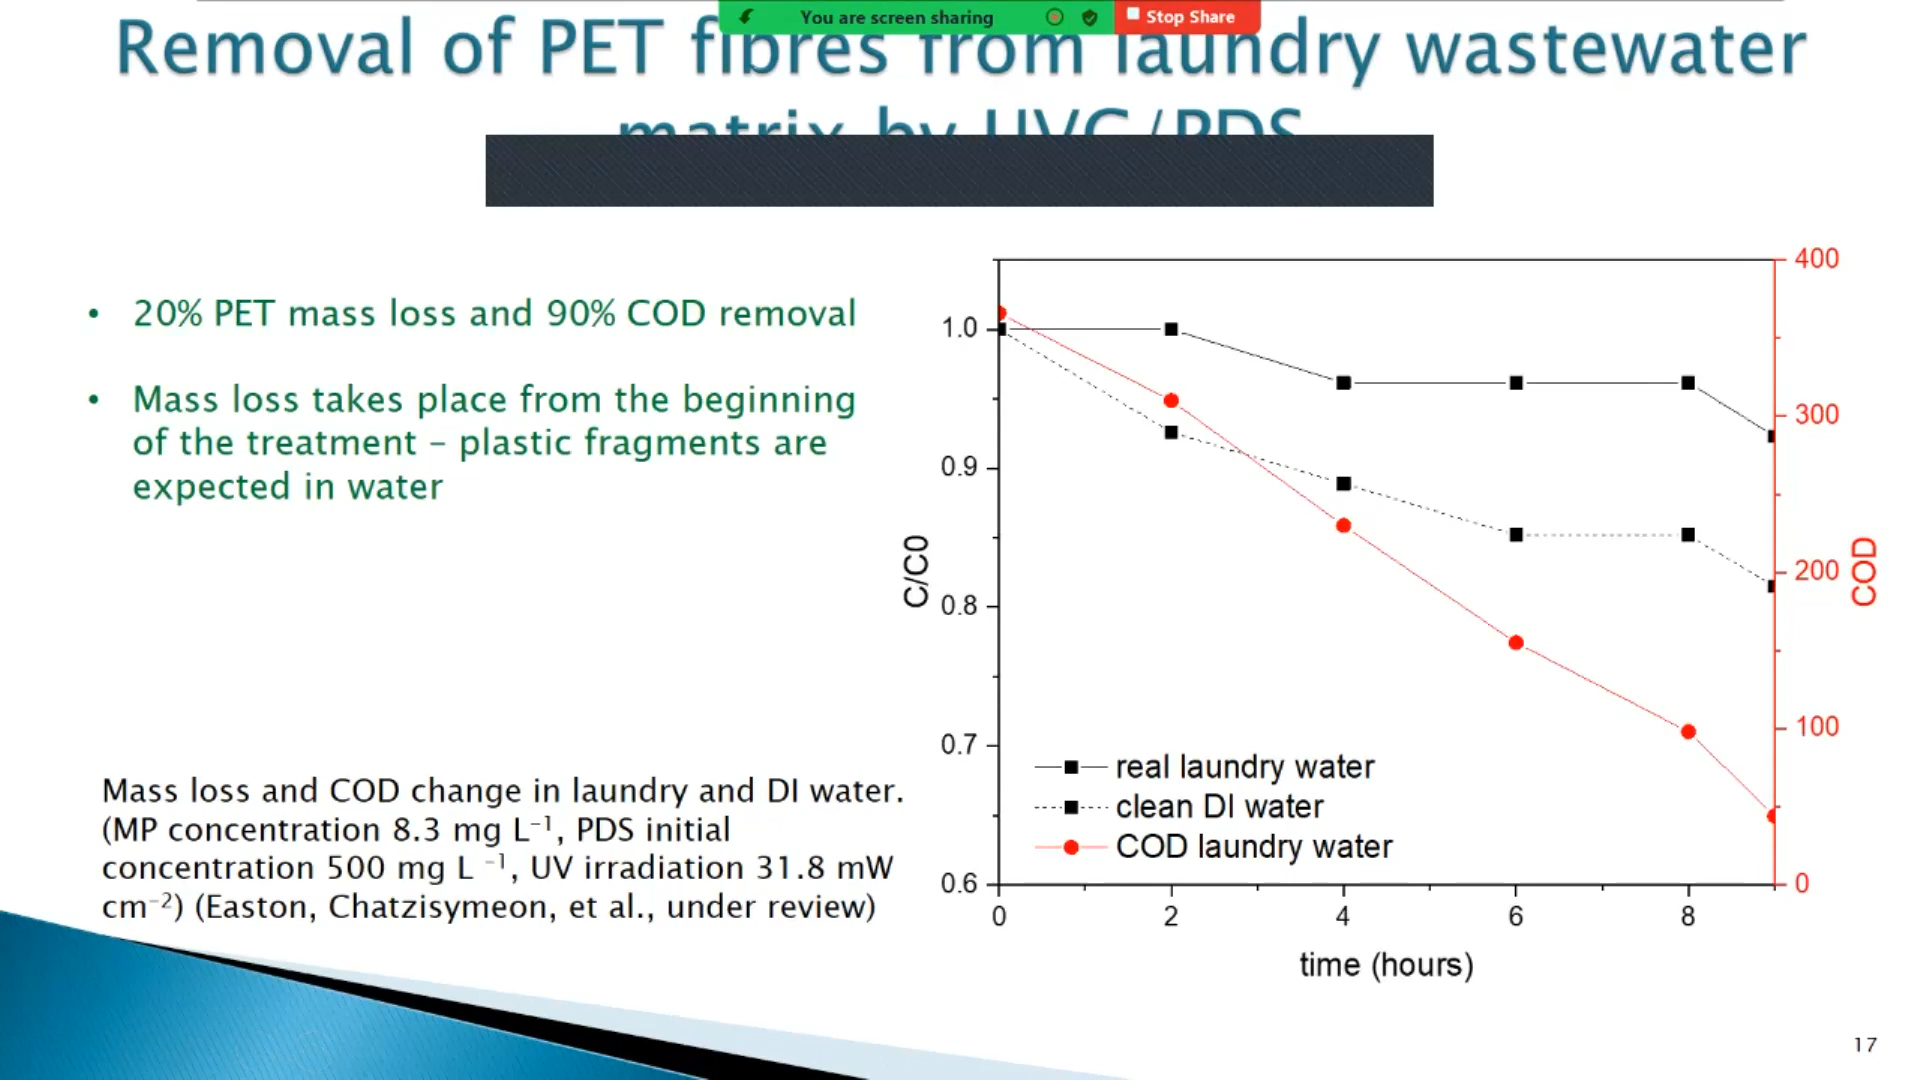 You are screen sharing
Stop Share
Removal of PET fibres from laundry wastewater
matrix by UVC/PDS
• 20% PET mass loss and 90% COD removal
• Mass loss takes place from the beginning
of the treatment – plastic fragments are
expected in water
Mass loss and COD change in laundry and DI water.
(MP concentration 8.3 mg L⁻¹, PDS initial
concentration 500 mg L ⁻¹, UV irradiation 31.8 mW
cm⁻²) (Easton, Chatzisymeon, et al., under review)
C/C0
1.0
0.9
0.8
0.7
0.6
400
300
200
100
0
COD
real laundry water
clean DI water
COD laundry water
0 2 4 6 8
time (hours)
17